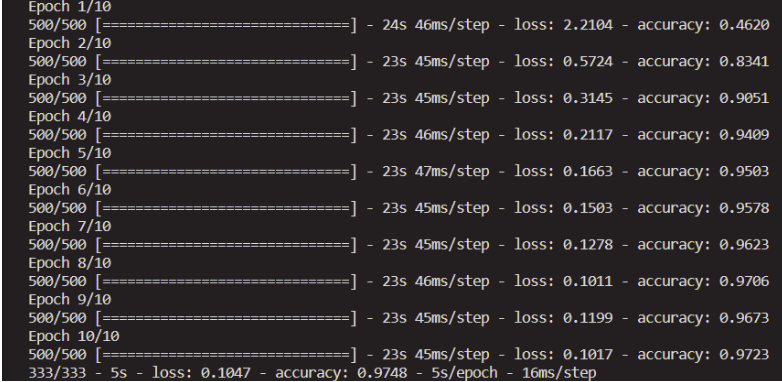 Epoch 1/10
500/500 [==============================] - 24s 46ms/step - loss: 2.2104 - accuracy: 0.4620
Epoch 2/10
500/500 [==============================] - 23s 45ms/step - loss: 0.5724 - accuracy: 0.8341
Epoch 3/10
500/500 [==============================] - 23s 45ms/step - loss: 0.3145 - accuracy: 0.9051
Epoch 4/10
500/500 [==============================] - 23s 46ms/step - loss: 0.2117 - accuracy: 0.9409
Epoch 5/10
500/500 [==============================] - 23s 47ms/step - loss: 0.1663 - accuracy: 0.9503
Epoch 6/10
500/500 [==============================] - 23s 45ms/step - loss: 0.1503 - accuracy: 0.9578
Epoch 7/10
500/500 [==============================] - 23s 45ms/step - loss: 0.1278 - accuracy: 0.9623
Epoch 8/10
500/500 [==============================] - 23s 46ms/step - loss: 0.1011 - accuracy: 0.9706
Epoch 9/10
500/500 [==============================] - 23s 45ms/step - loss: 0.1199 - accuracy: 0.9673
Epoch 10/10
500/500 [==============================] - 23s 45ms/step - loss: 0.1017 - accuracy: 0.9723
333/333 - 5s - loss: 0.1047 - accuracy: 0.9748 - 5s/epoch - 16ms/step